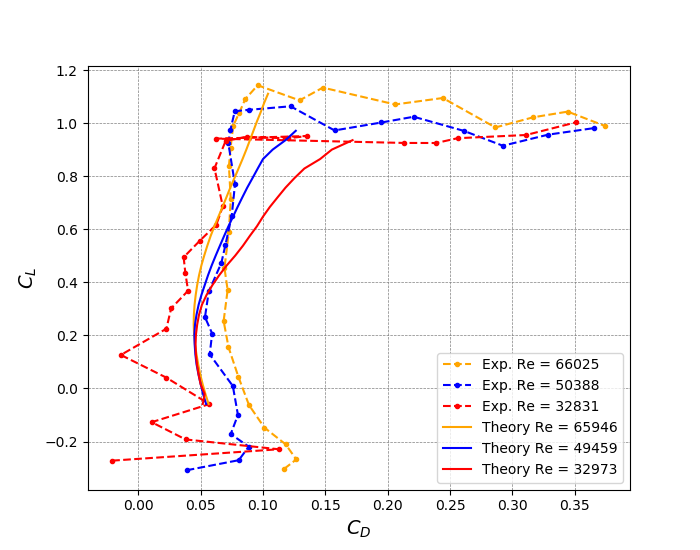 1.2
1.0
0.8
0.6
0.4
0.2
0.0
−0.2
C_L
0.00
0.05
0.10
0.15
0.20
0.25
0.30
0.35
C_D
Exp. Re = 66025
Exp. Re = 50388
Exp. Re = 32831
Theory Re = 65946
Theory Re = 49459
Theory Re = 32973